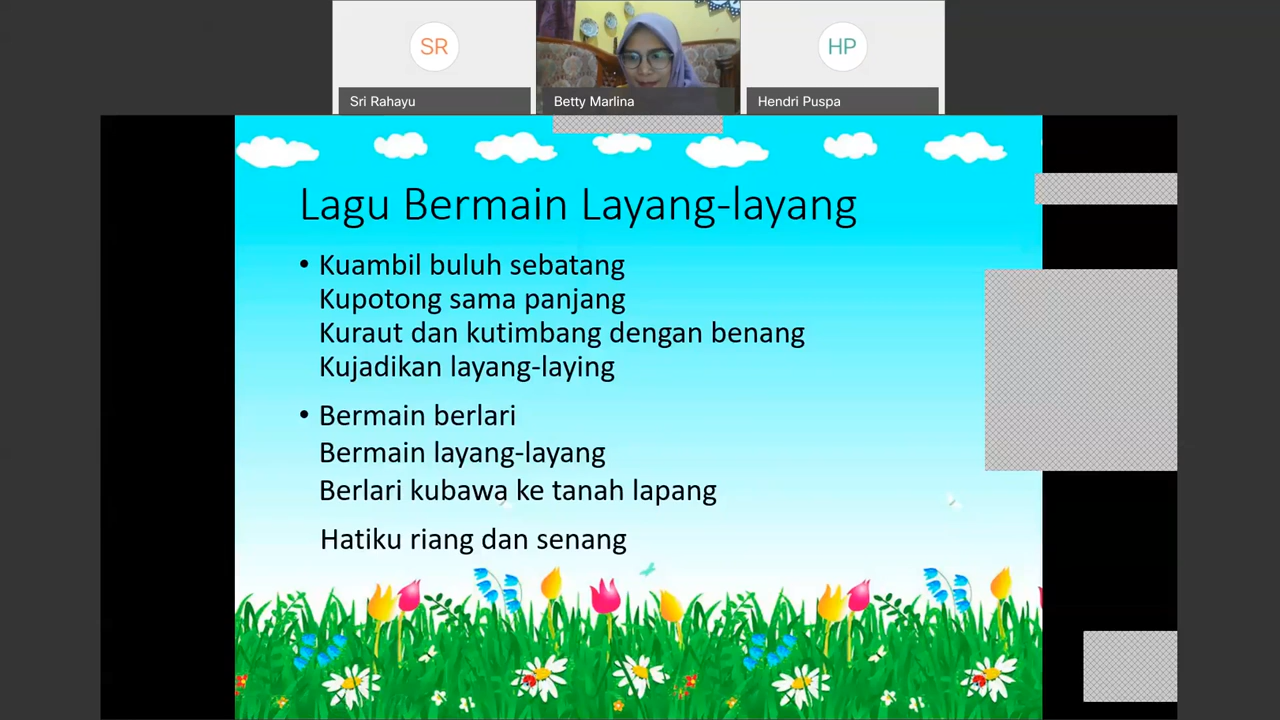 SR
HP
Sri Rahayu
Betty Marlina
Hendri Puspa
Lagu Bermain Layang-layang
• Kuambil buluh sebatang
Kupotong sama panjang
Kuraut dan kutimbang dengan benang
Kujadikan layang-laying
• Bermain berlari
Bermain layang-layang
Berlari kubawa ke tanah lapang
Hatiku riang dan senang